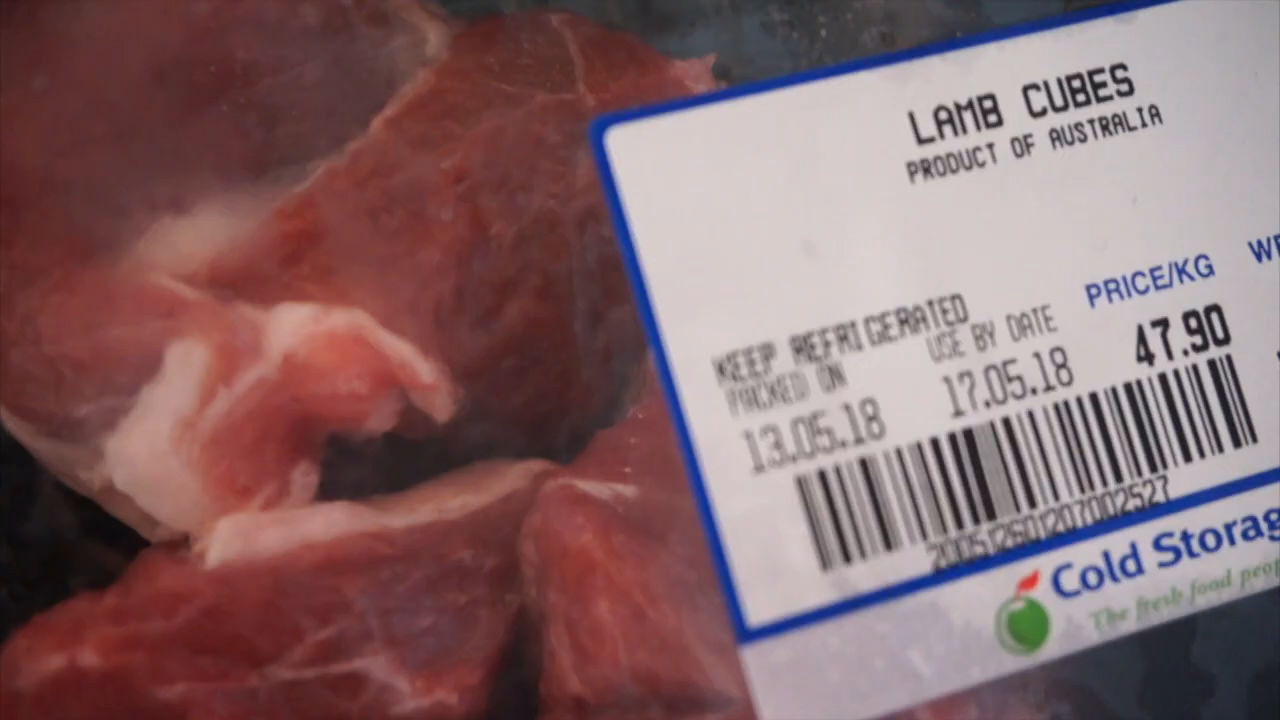 LAMB CUBES
PRODUCT OF AUSTRALIA
PRICE/KG
KEEP REFRIGERATED
PACKED ON USE BY DATE
13.05.18 17.05.18 47.90
Cold Storag
The fresh food peop